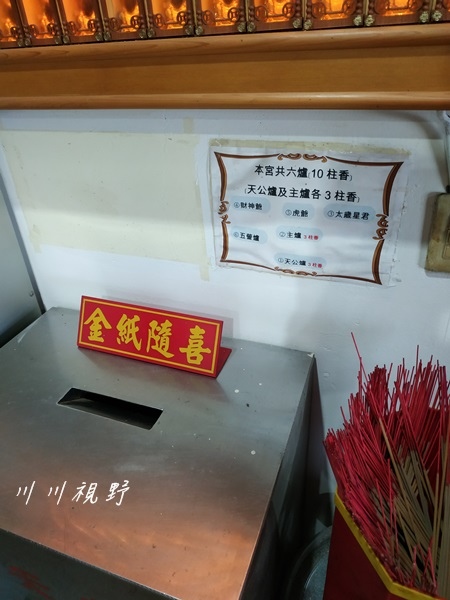 本宮共六爐(10柱香)
(天公爐及主爐各3柱香)
④財神爺 ⑤虎爺 ③太歲星君
⑥五營爐 ②主爐 3柱香
①天公爐 3柱香
金紙隨喜
川川視野